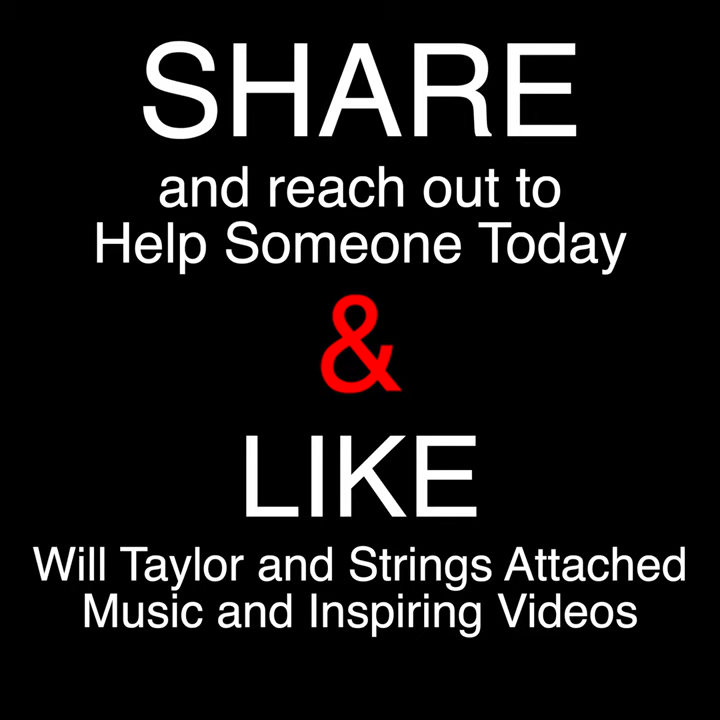 SHARE
and reach out to
Help Someone Today
&
LIKE
Will Taylor and Strings Attached
Music and Inspiring Videos